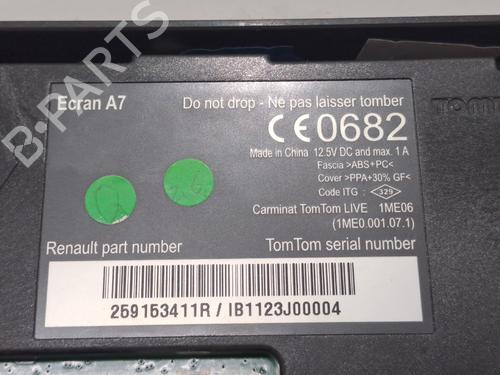 Ecran A7
Do not drop - Ne pas laisser tomber
CE0682
Made in China 12.5V DC and max. 1 A
Fascia >ABS+PC<
Cover >PPA+30% GF<
Code ITG : 329
Carminat TomTom LIVE 1ME06
(1ME0.001.07.1)
Renault part number
TomTom serial number
259153411R / IB1123J00004
B-PARTS